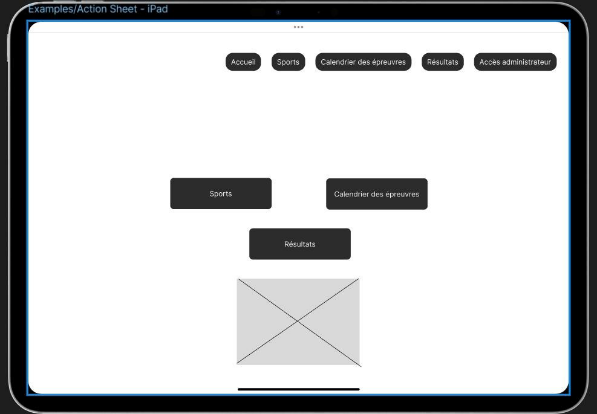 Examples/Action Sheet - iPad
Accueil
Sports
Calendrier des épreuves
Résultats
Accès administrateur
Sports
Calendrier des épreuves
Résultats